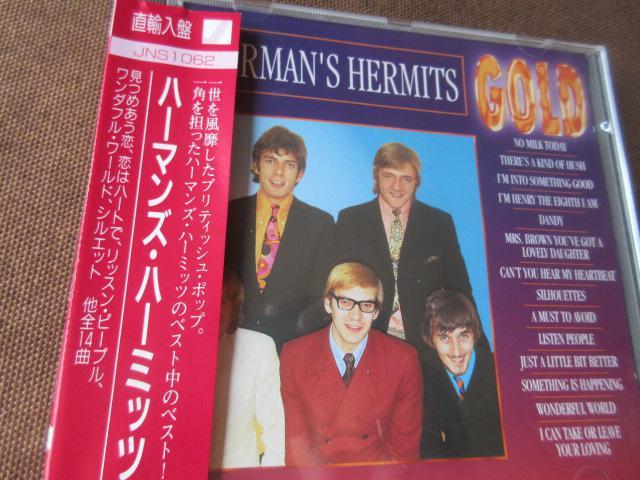 直輸入盤
JNS1062
一世を風靡したブリティッシュ・ポップ。
一角を担ったハーマンズ・ハーミッツのベスト中のベスト!
ハーマンズ・ハーミッツ
見つめあう恋、恋はハートで、リッスン・ピープル、
ワンダフル・ワールド、シルエット 他全14曲
RMAN'S HERMITS
GOLD
NO MILK TODAY
THERE'S A KIND OF HUSH
I'M INTO SOMETHING GOOD
I'M HENRY THE EIGHTH I AM
DANDY
MRS. BROWN YOU'VE GOT A
LOVELY DAUGHTER
CAN'T YOU HEAR MY HEARTBEAT
SILHOUETTES
A MUST TO AVOID
LISTEN PEOPLE
JUST A LITTLE BIT BETTER
SOMETHING IS HAPPENING
WONDERFUL WORLD
I CAN TAKE OR LEAVE
YOUR LOVING